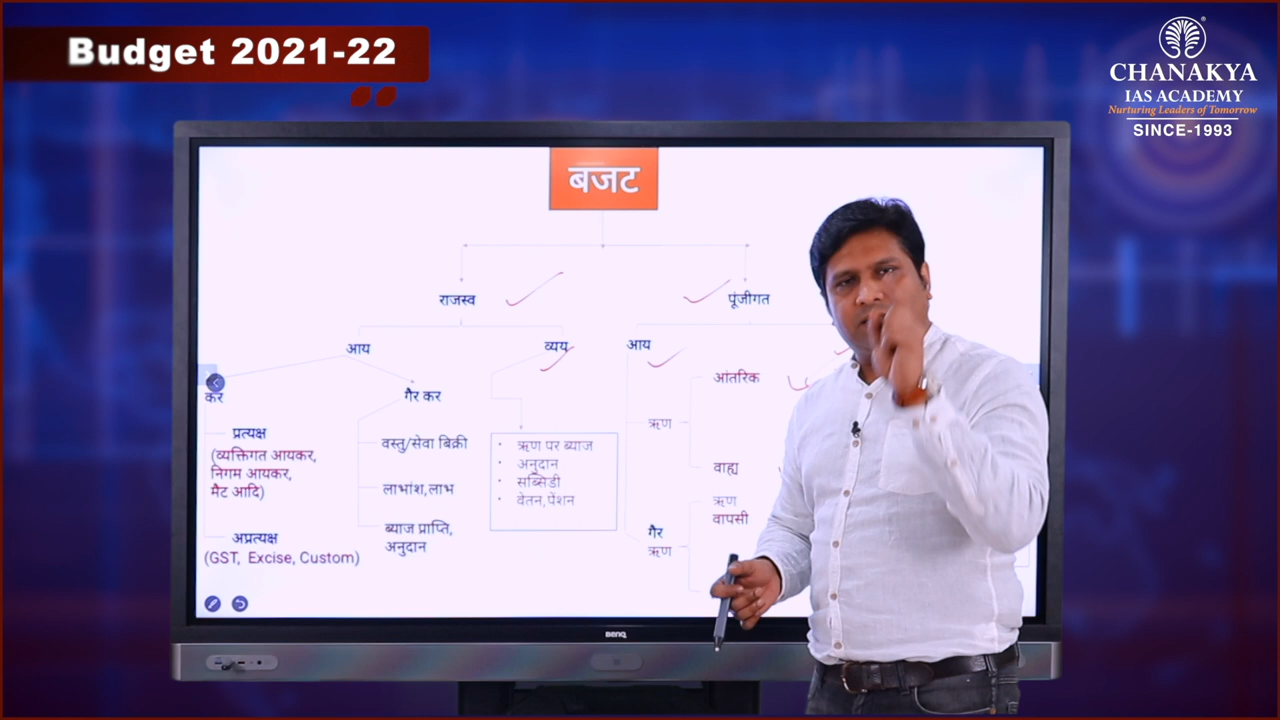 Budget 2021-22
CHANAKYA
IAS ACADEMY
Nurturing Leaders of Tomorrow
SINCE-1993
बजट
राजस्व
पूंजीगत
आय
व्यय
आय
कर
गैर कर
आंतरिक
ऋण
प्रत्यक्ष
(व्यक्तिगत आयकर,
निगम आयकर,
मैट आदि)
वस्तु/सेवा बिक्री
• ऋण पर ब्याज
• अनुदान
• सब्सिडी
• वेतन,पेंशन
वाह्य
लाभांश,लाभ
ऋण
वापसी
अप्रत्यक्ष
(GST, Excise, Custom)
ब्याज प्राप्ति,
अनुदान
गैर
ऋण
BenQ